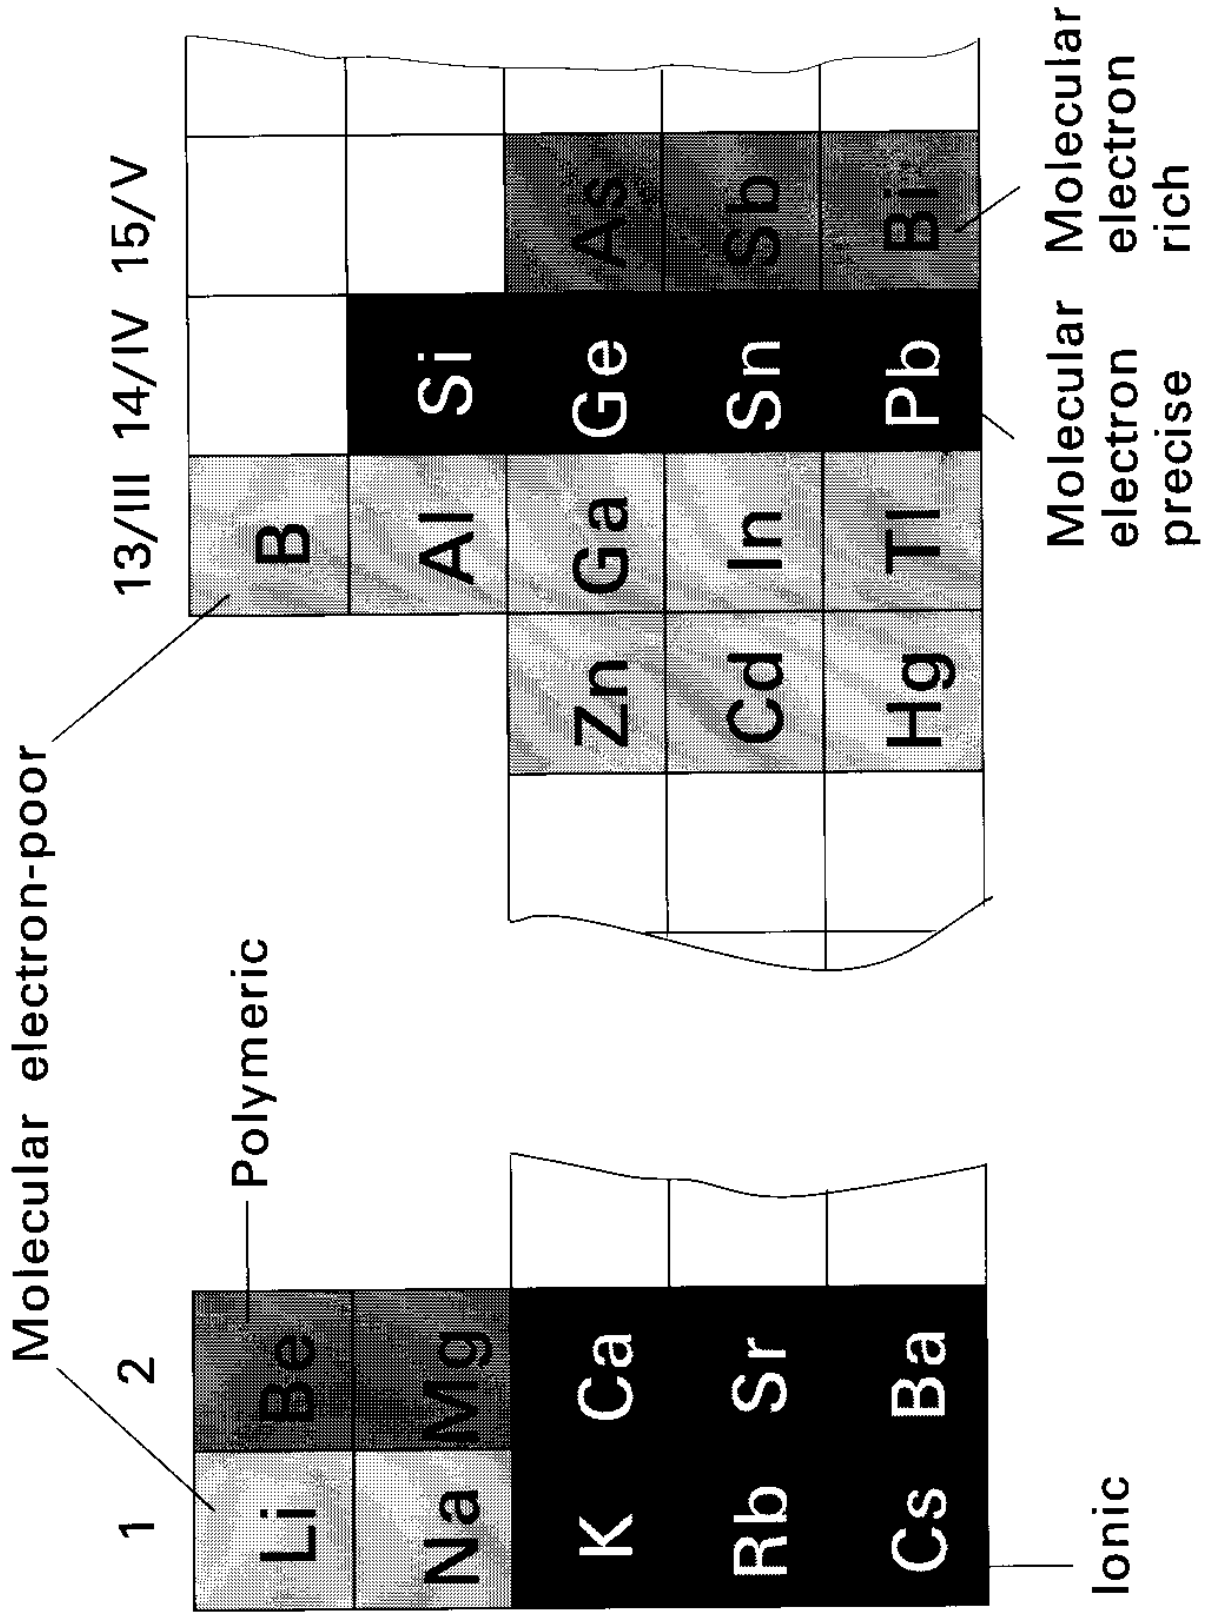 Molecular electron-poor
1 2 13/III 14/IV 15/V
Polymeric
Li Be B
Na Mg Al Si
K Ca Zn Ga Ge As
Rb Sr Cd In Sn Sb
Cs Ba Hg Tl Pb Bi
Ionic
Molecular
electron
precise
Molecular
electron
rich